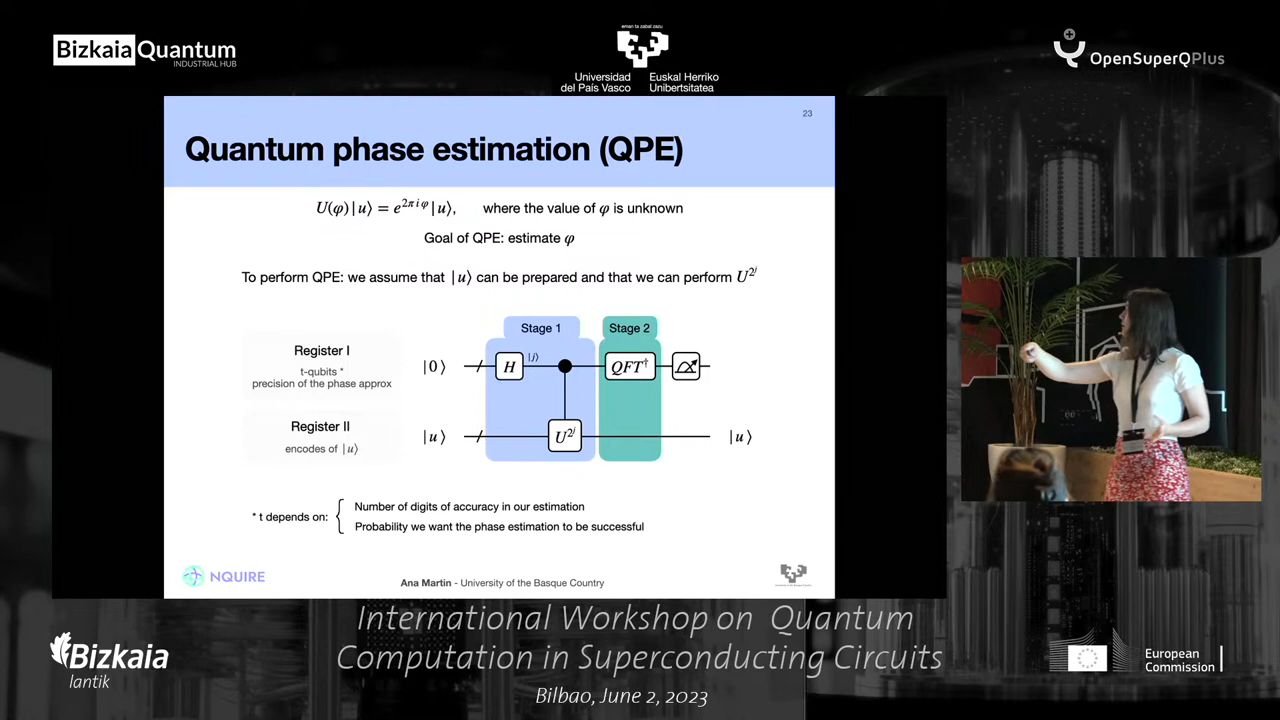 Bizkaia Quantum
INDUSTRIAL HUB
eman ta zabal zazu
Universidad del País Vasco
Euskal Herriko Unibertsitatea
OpenSuperQPlus
23
Quantum phase estimation (QPE)
U(φ)|u⟩ = e^{2πiφ}|u⟩, where the value of φ is unknown
Goal of QPE: estimate φ
To perform QPE: we assume that |u⟩ can be prepared and that we can perform U^{2^j}
Stage 1
Stage 2
Register I
t-qubits *
precision of the phase approx
|0⟩
H
|j⟩
QFT†
Register II
encodes of |u⟩
|u⟩
U^{2^j}
|u⟩
* t depends on:
Number of digits of accuracy in our estimation
Probability we want the phase estimation to be successful
NQUIRE
Ana Martin - University of the Basque Country
International Workshop on Quantum
Computation in Superconducting Circuits
Bilbao, June 2, 2023
Bizkaia
lantik
European
Commission